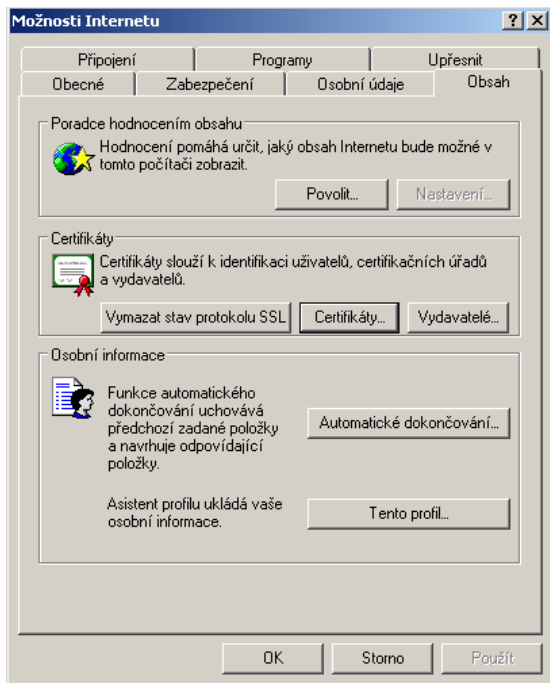 Možnosti Internetu
Připojení Programy Upřesnit
Obecné Zabezpečení Osobní údaje Obsah
Poradce hodnocením obsahu
Hodnocení pomáhá určit, jaký obsah Internetu bude možné v
tomto počítači zobrazit.
Povolit... Nastavení...
Certifikáty
Certifikáty slouží k identifikaci uživatelů, certifikačních úřadů
a vydavatelů.
Vymazat stav protokolu SSL Certifikáty... Vydavatelé...
Osobní informace
Funkce automatického
dokončování uchovává
předchozí zadané položky
a navrhuje odpovídající
položky.
Automatické dokončování...
Asistent profilu ukládá vaše
osobní informace.
Tento profil...
OK Storno Použít